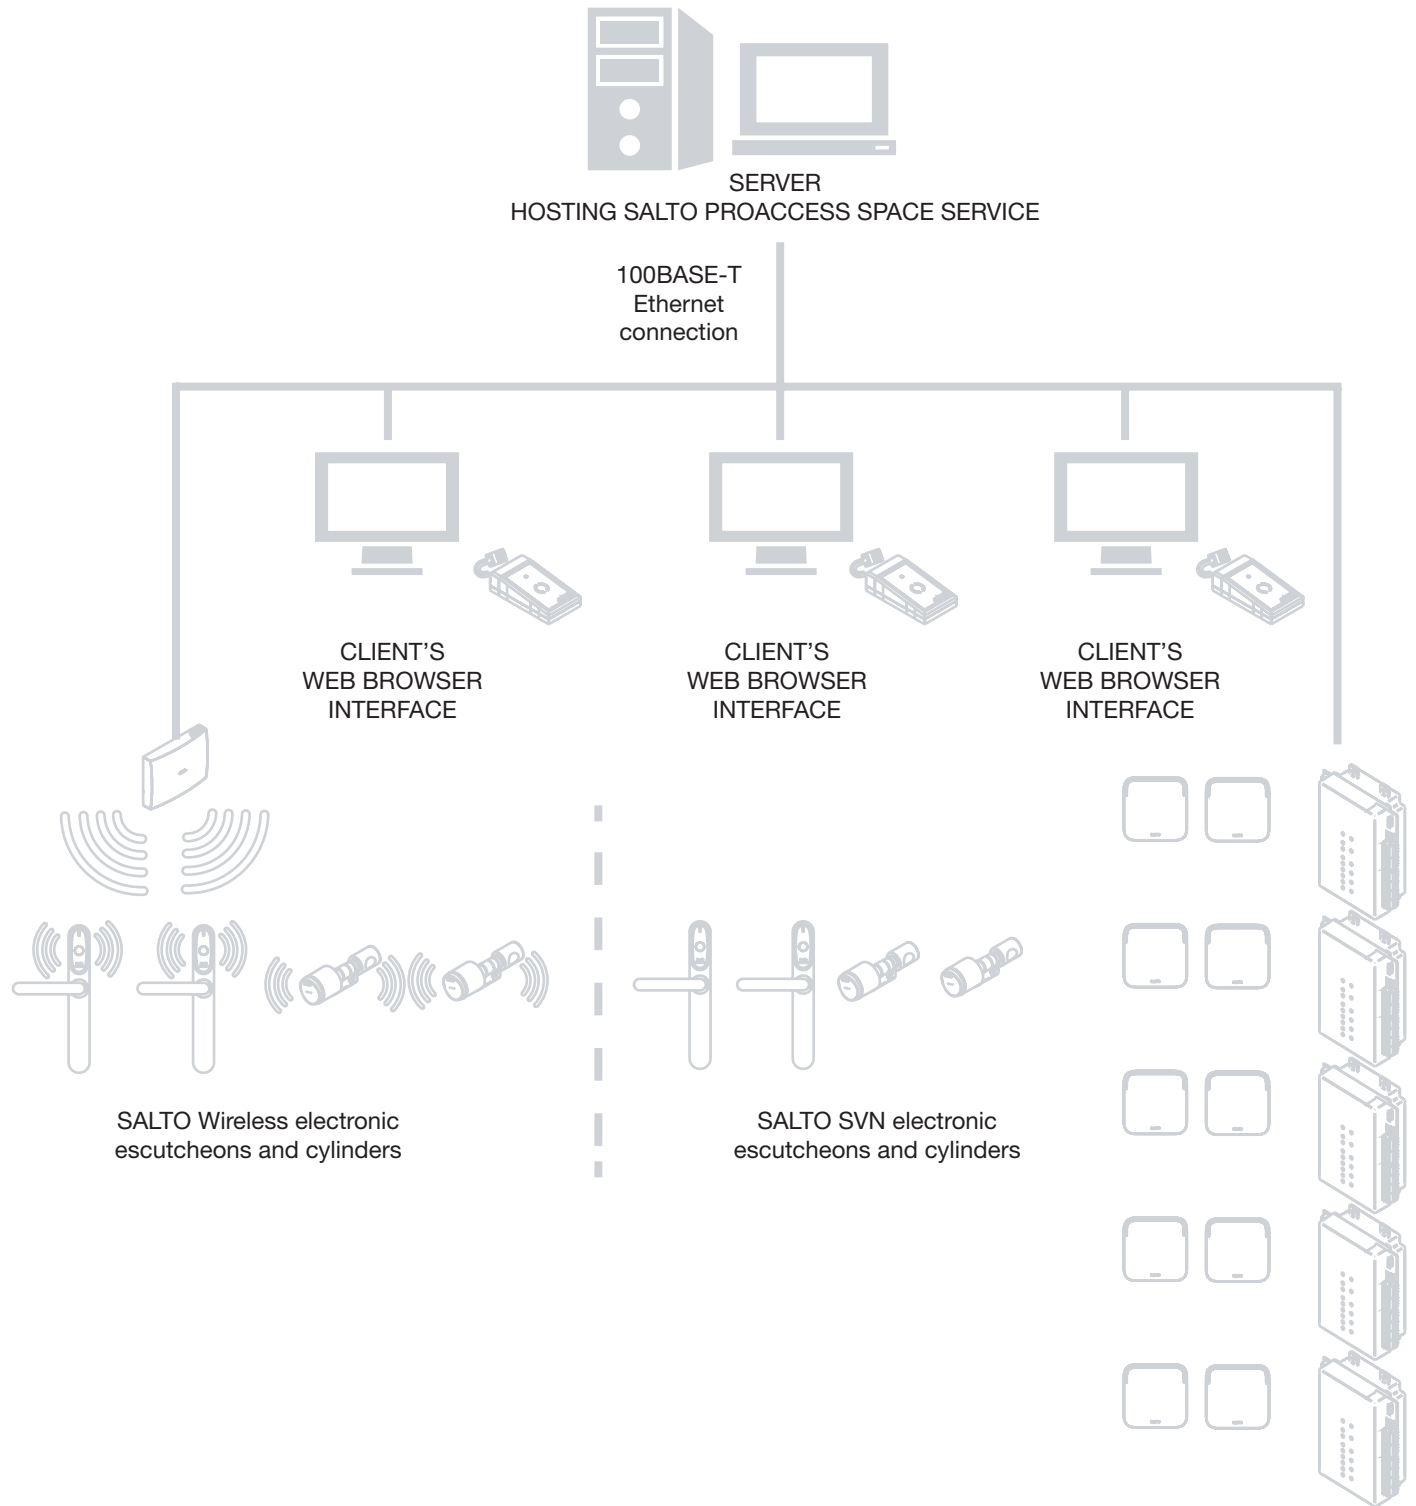 SERVER
HOSTING SALTO PROACCESS SPACE SERVICE
100BASE-T
Ethernet
connection
CLIENT'S
WEB BROWSER
INTERFACE
CLIENT'S
WEB BROWSER
INTERFACE
CLIENT'S
WEB BROWSER
INTERFACE
SALTO Wireless electronic
escutcheons and cylinders
SALTO SVN electronic
escutcheons and cylinders